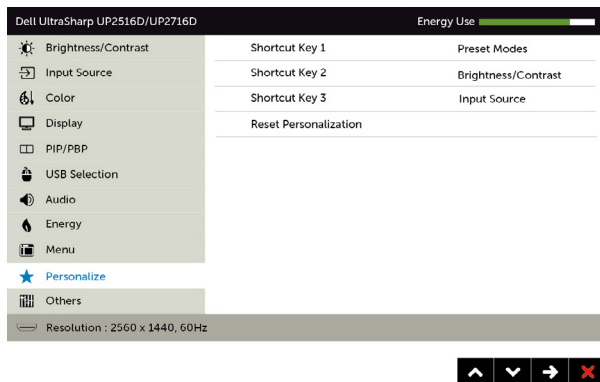 Dell UltraSharp UP2516D/UP2716D Energy Use
Brightness/Contrast Shortcut Key 1 Preset Modes
Input Source Shortcut Key 2 Brightness/Contrast
Color Shortcut Key 3 Input Source
Display Reset Personalization
PIP/PBP
USB Selection
Audio
Energy
Menu
Personalize
Others
Resolution : 2560 x 1440, 60Hz